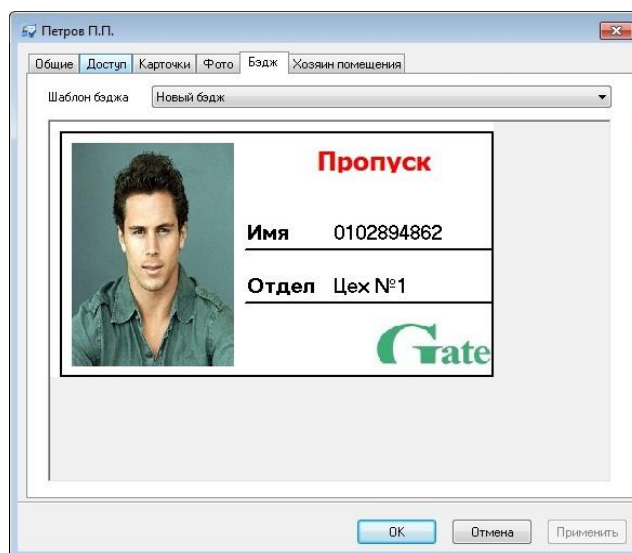 Петров П.П.
Общие Доступ Карточки Фото Бэдж Хозяин помещения
Шаблон бэджа Новый бэдж
Пропуск
Имя 0102894862
Отдел Цех №1
Gate
OK Отмена Применить